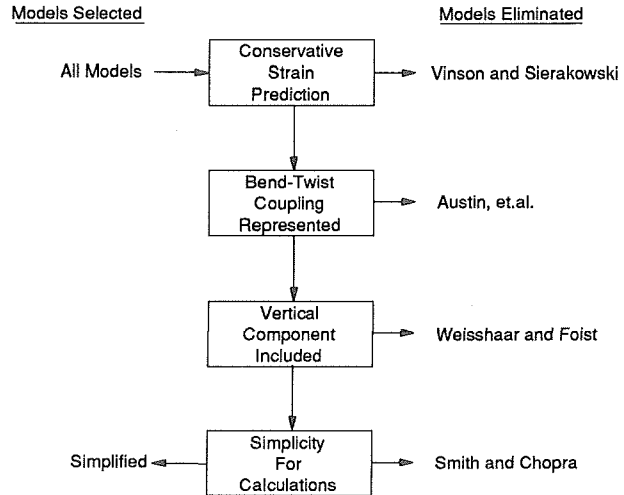 Models Selected
Models Eliminated
All Models
Conservative
Strain
Prediction
Vinson and Sierakowski
Bend-Twist
Coupling
Represented
Austin, et.al.
Vertical
Component
Included
Weisshaar and Foist
Simplified
Simplicity
For
Calculations
Smith and Chopra